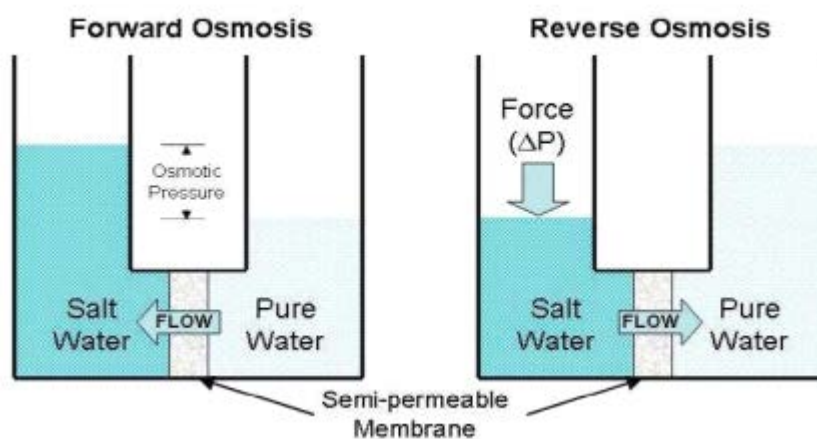 Forward Osmosis
Osmotic
Pressure
Salt
Water
FLOW
Pure
Water
Reverse Osmosis
Force
(ΔP)
Salt
Water
FLOW
Pure
Water
Semi-permeable
Membrane